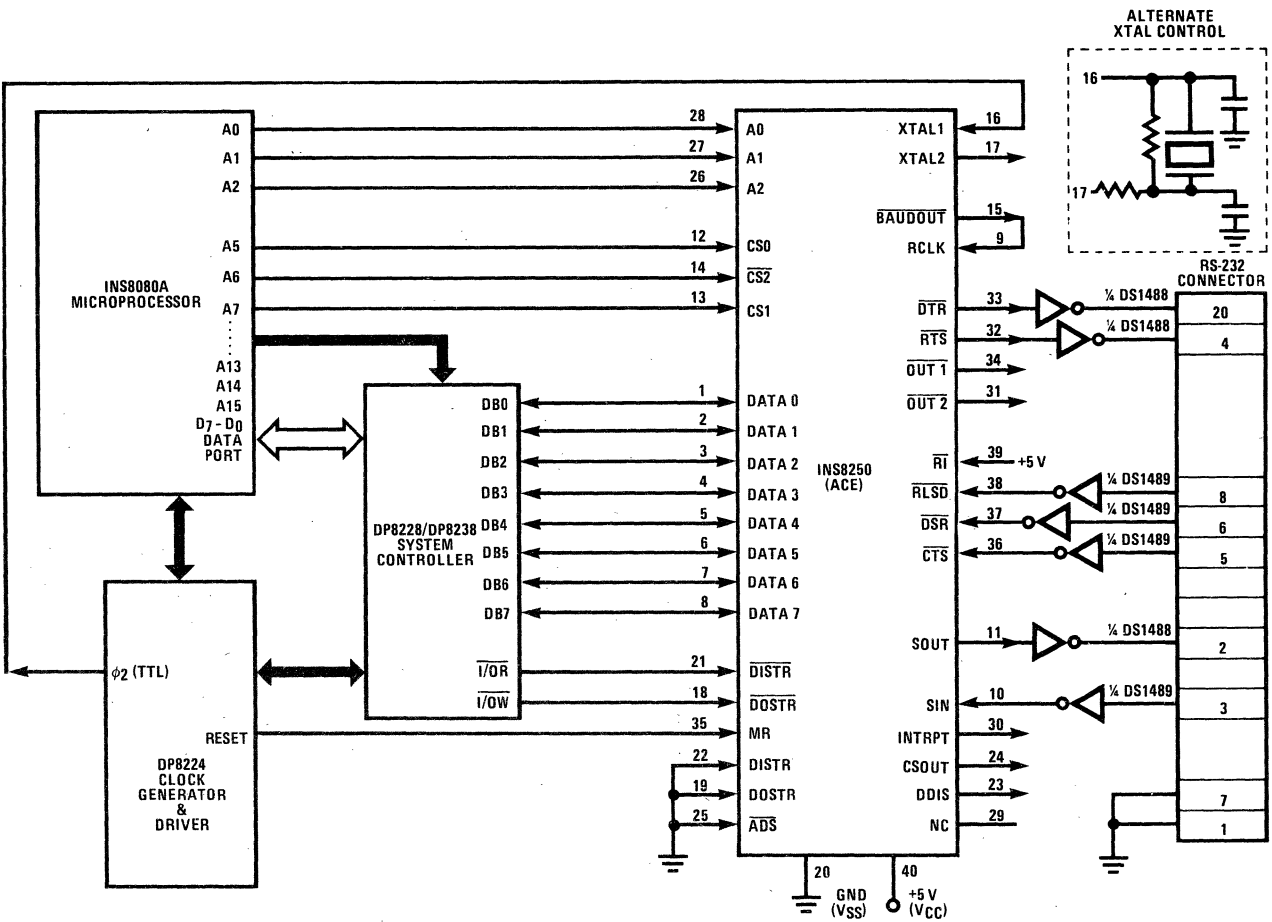 ALTERNATE
XTAL CONTROL
16
17
INS8080A
MICROPROCESSOR
A0
A1
A2
A5
A6
A7
A13
A14
A15
D7 - D0
DATA
PORT
28
27
26
12
14
13
DP8228/DP8238
SYSTEM
CONTROLLER
DB0
DB1
DB2
DB3
DB4
DB5
DB6
DB7
I/OR
I/OW
1
2
3
4
5
6
7
8
21
18
35
22
19
25
φ2 (TTL)
RESET
DP8224
CLOCK
GENERATOR
&
DRIVER
INS8250
(ACE)
A0
A1
A2
CS0
CS2
CS1
DATA 0
DATA 1
DATA 2
DATA 3
DATA 4
DATA 5
DATA 6
DATA 7
DISTR
DOSTR
MR
DISTR
DOSTR
ADS
XTAL1 16
XTAL2 17
BAUDOUT 15
RCLK 9
DTR 33 ¼ DS1488
RTS 32 ¼ DS1488
OUT 1 34
OUT 2 31
RI 39 +5 V
RLSD 38 ¼ DS1489
DSR 37 ¼ DS1489
CTS 36 ¼ DS1489
SOUT 11 ¼ DS1488
SIN 10 ¼ DS1489
INTRPT 30
CSOUT 24
DDIS 23
NC 29
20
GND
(VSS)
40
+5 V
(VCC)
RS-232
CONNECTOR
20
4
8
6
5
2
3
7
1